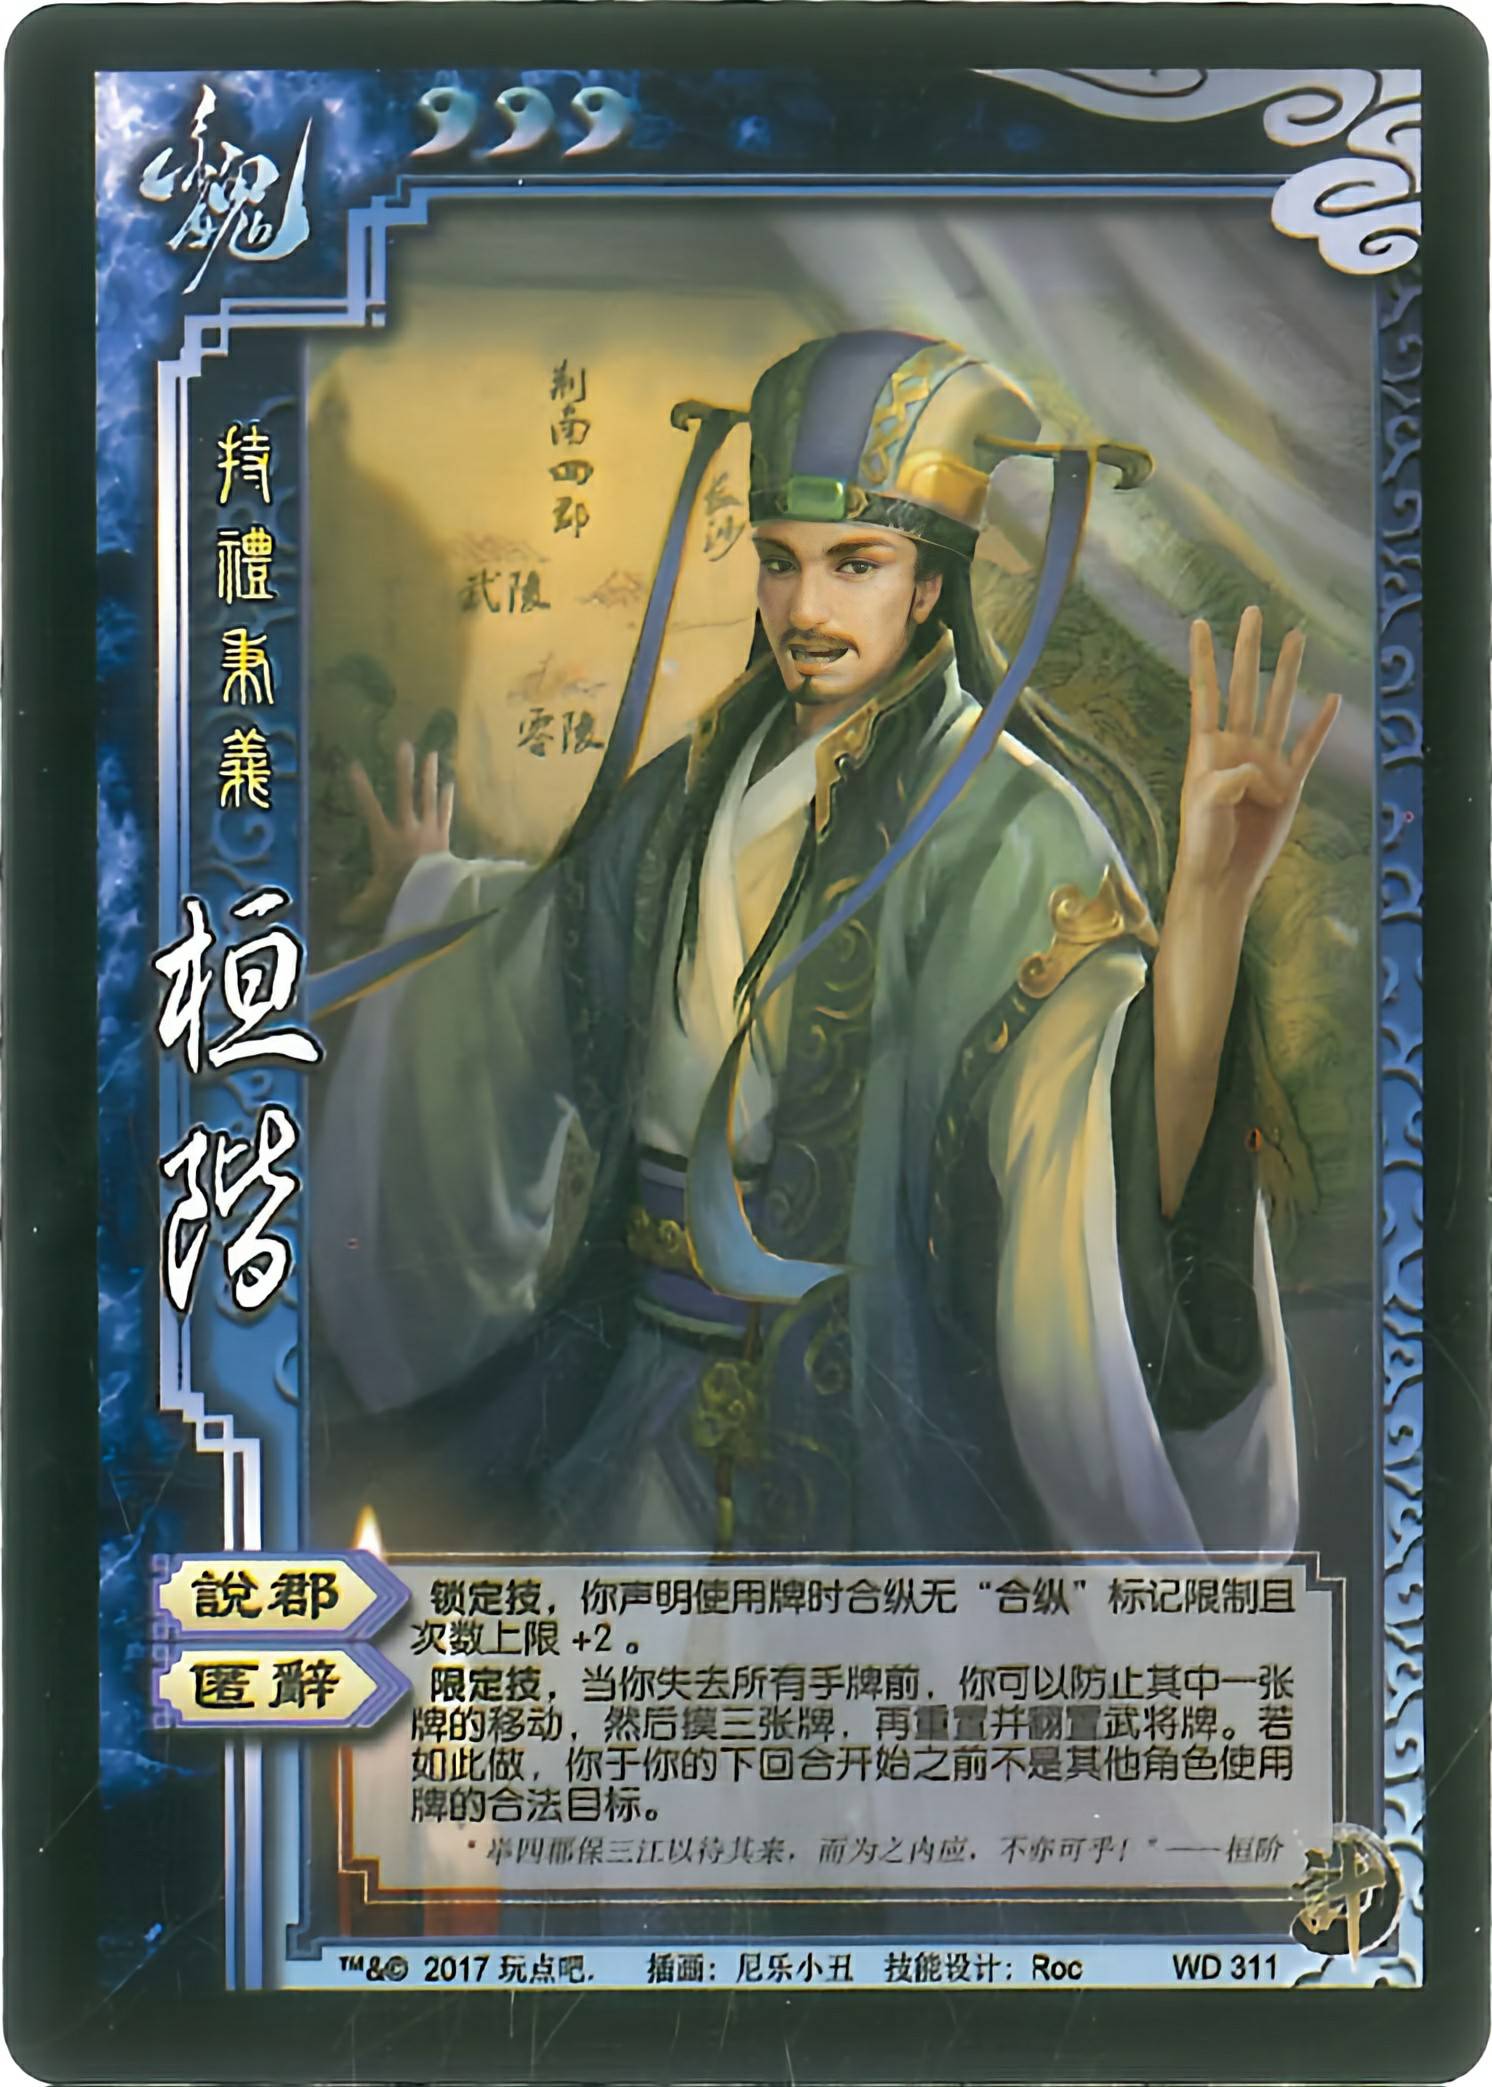 魏
荆南四郡
长沙
武陵
零陵
持禮秉義
桓階
說郡
锁定技，你声明使用牌时合纵无“合纵”标记限制且
次数上限+2。
匿辭
限定技，当你失去所有手牌前，你可以防止其中一张
牌的移动，然后摸三张牌，再重置并翻置武将牌。若
如此做，你于你的下回合开始之前不是其他角色使用
牌的合法目标。
“举四郡保三江以待其来，而为之内应，不亦可乎！”——桓阶
™&© 2017 玩点吧. 插画：尼乐小丑 技能设计：Roc WD 311